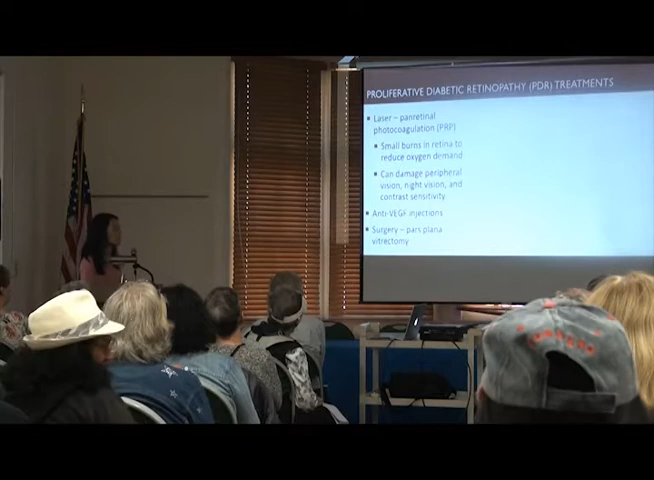 PROLIFERATIVE DIABETIC RETINOPATHY (PDR) TREATMENTS
Laser – panretinal
photocoagulation (PRP)
Small burns in retina to
reduce oxygen demand
Can damage peripheral
vision, night vision, and
contrast sensitivity
Anti-VEGF injections
Surgery – pars plana
vitrectomy